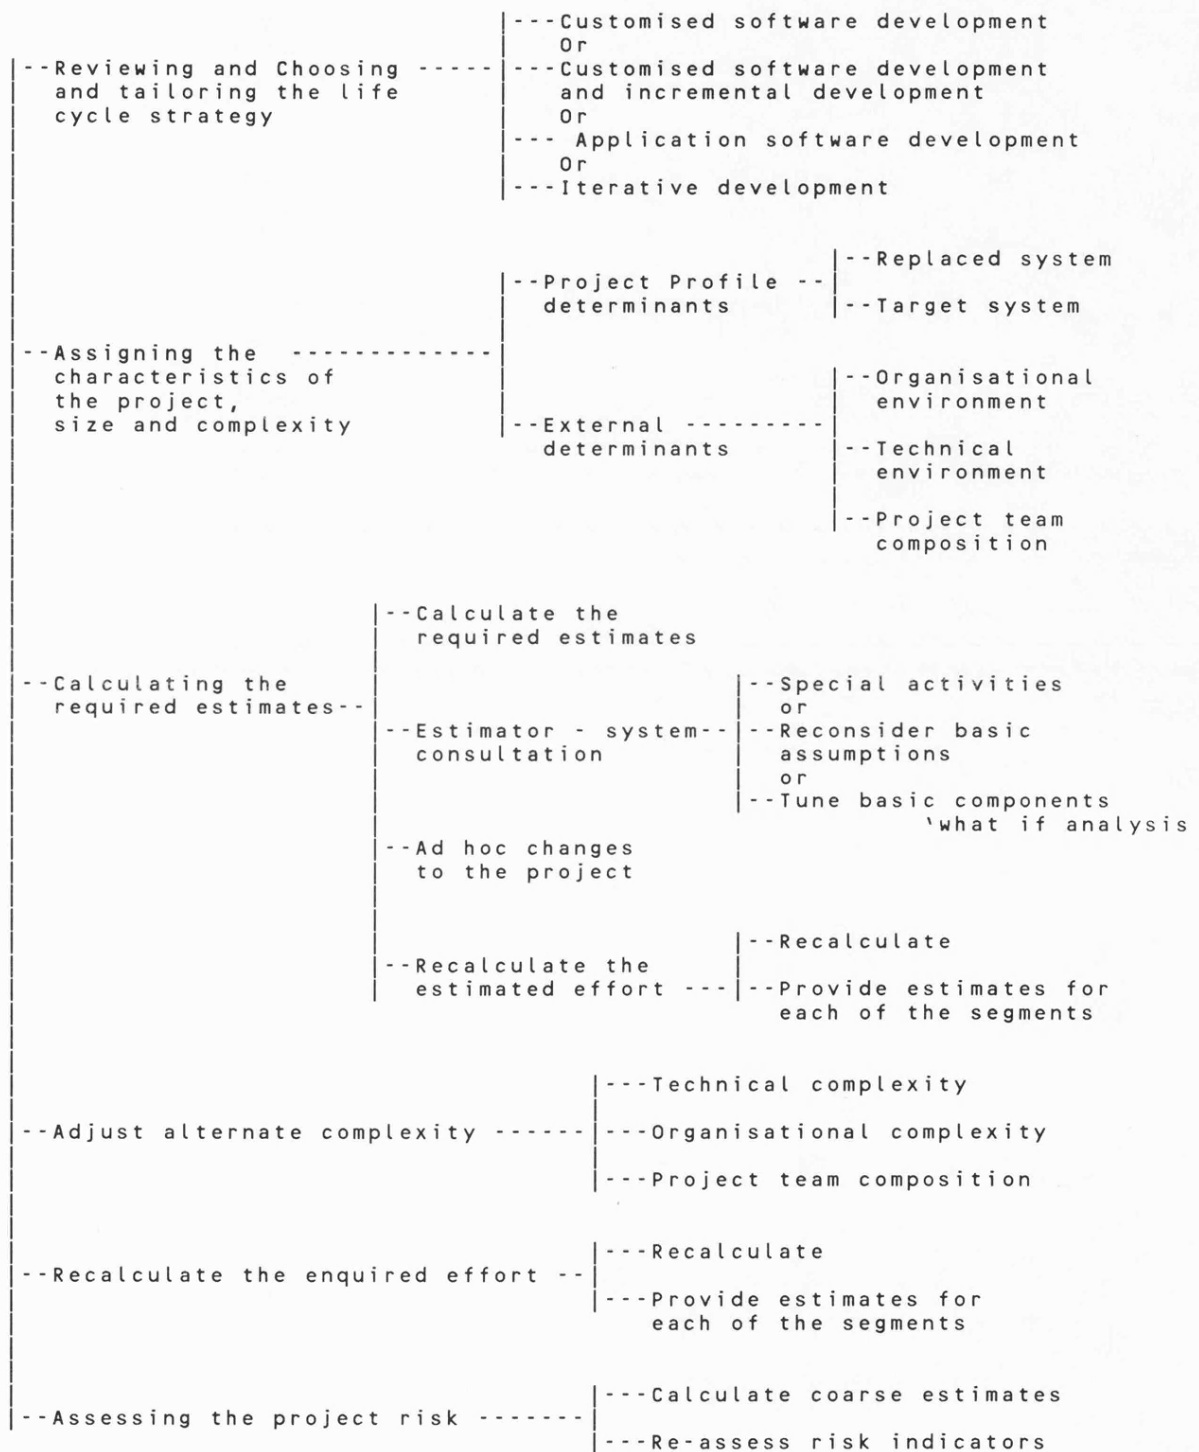 |---Customised software development
Or
|--Reviewing and Choosing -----|---Customised software development
and tailoring the life and incremental development
cycle strategy Or
|--- Application software development
Or
|---Iterative development
|--Replaced system
|--Project Profile --|
determinants |--Target system
|--Assigning the -------------|
characteristics of |--Organisational
the project, environment
size and complexity |--External ---------|
determinants |--Technical
environment
|--Project team
composition
|--Calculate the
required estimates
|--Calculating the |--Special activities
required estimates--| or
|--Estimator - system--|--Reconsider basic
consultation assumptions
or
|--Tune basic components
'what if analysis
|--Ad hoc changes
to the project
|--Recalculate
|--Recalculate the
estimated effort ---|--Provide estimates for
each of the segments
|---Technical complexity
|--Adjust alternate complexity ------|---Organisational complexity
|---Project team composition
|---Recalculate
|--Recalculate the enquired effort --|
|---Provide estimates for
each of the segments
|---Calculate coarse estimates
|--Assessing the project risk -------|
|---Re-assess risk indicators